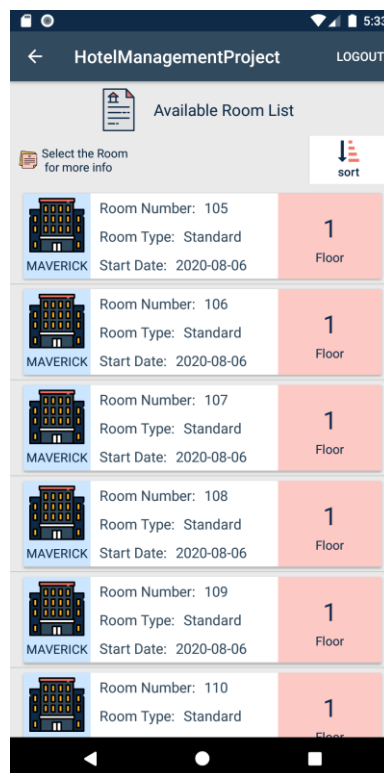 5:33
HotelManagementProject LOGOUT
Available Room List
Select the Room
for more info
sort
Room Number: 105
Room Type: Standard
Start Date: 2020-08-06
MAVERICK
1
Floor
Room Number: 106
Room Type: Standard
Start Date: 2020-08-06
MAVERICK
1
Floor
Room Number: 107
Room Type: Standard
Start Date: 2020-08-06
MAVERICK
1
Floor
Room Number: 108
Room Type: Standard
Start Date: 2020-08-06
MAVERICK
1
Floor
Room Number: 109
Room Type: Standard
Start Date: 2020-08-06
MAVERICK
1
Floor
Room Number: 110
Room Type: Standard
1
Floor